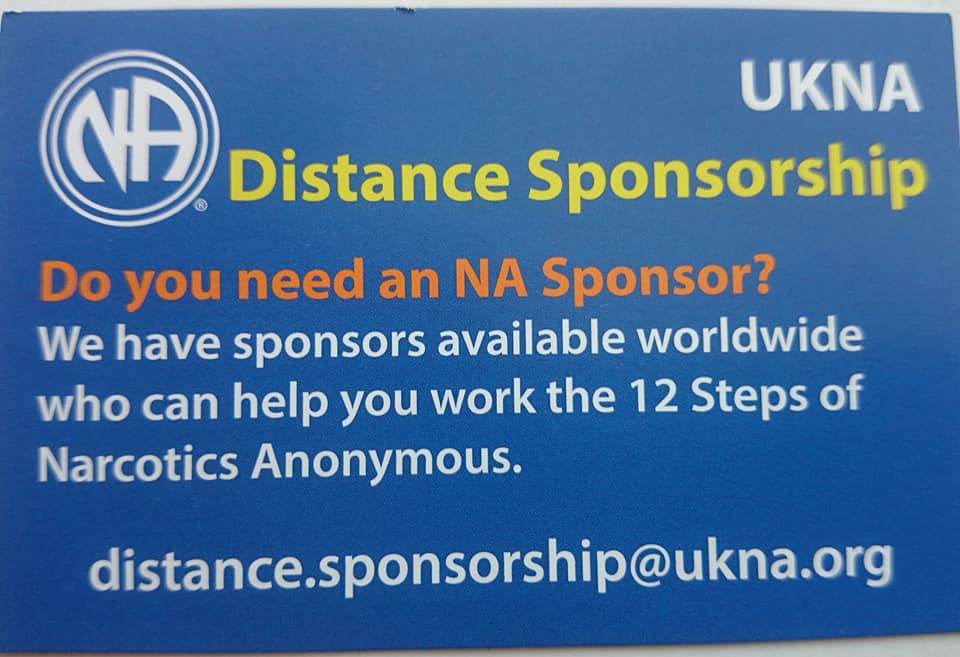 UKNA
NA®
Distance Sponsorship
Do you need an NA Sponsor?
We have sponsors available worldwide
who can help you work the 12 Steps of
Narcotics Anonymous.
distance.sponsorship@ukna.org